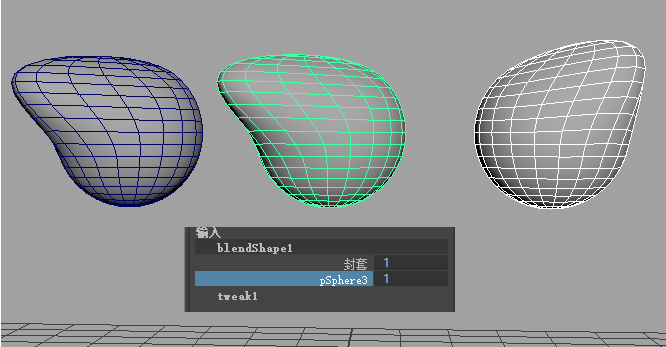 输入
blendShape1
封套 1
pSphere3 1
tweak1